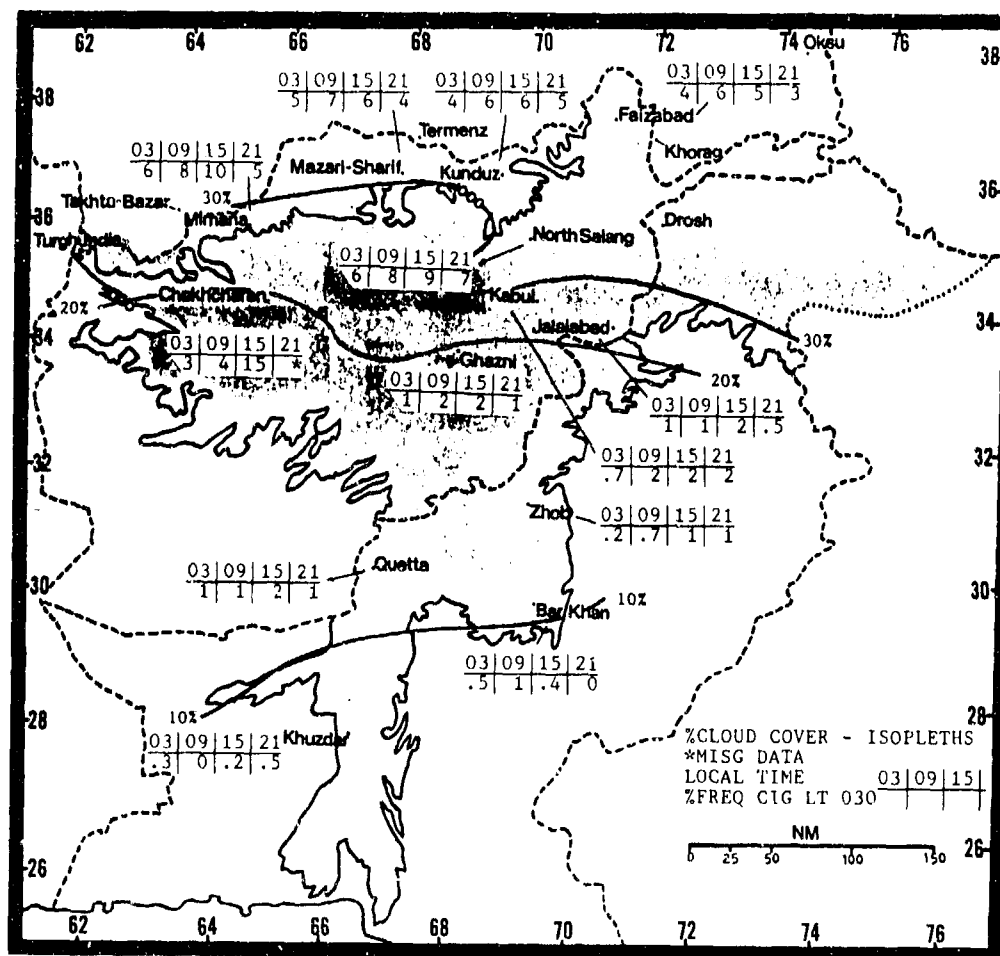 62 64 66 68 70 72 74 Oksu 76
38 38
03 09 15 21
5 7 6 4
03 09 15 21
4 6 6 5
03 09 15 21
4 6 5 3
Faizabad
Termenz
Khorag
03 09 15 21
6 8 10 5
Mazari-Sharif.
Kunduz
30%
36 36
Takhto-Bazar
Mimana
Drosh
North Salang
03 09 15 21
6 8 9 7
Chakhcharan
Kabul.
20%
34 34
Jalalabad
30%
03 09 15 21
.3 4 15 *
Ghazni
03 09 15 21
1 2 2 1
20%
03 09 15 21
1 1 2 .5
32 32
03 09 15 21
.7 2 2 2
Zhob
03 09 15 21
.2 .7 1 1
Quetta
03 09 15 21
1 1 2 1
30 30
Bar Khan 10%
03 09 15 21
.5 1 .4 0
28 28
10%
Khuzdar
03 09 15 21
.3 0 .2 .5
%CLOUD COVER - ISOPLETHS
*MISG DATA
LOCAL TIME 03 09 15
%FREQ CIG LT 030
NM
0 25 50 100 150
26 26
62 64 66 68 70 72 74 76